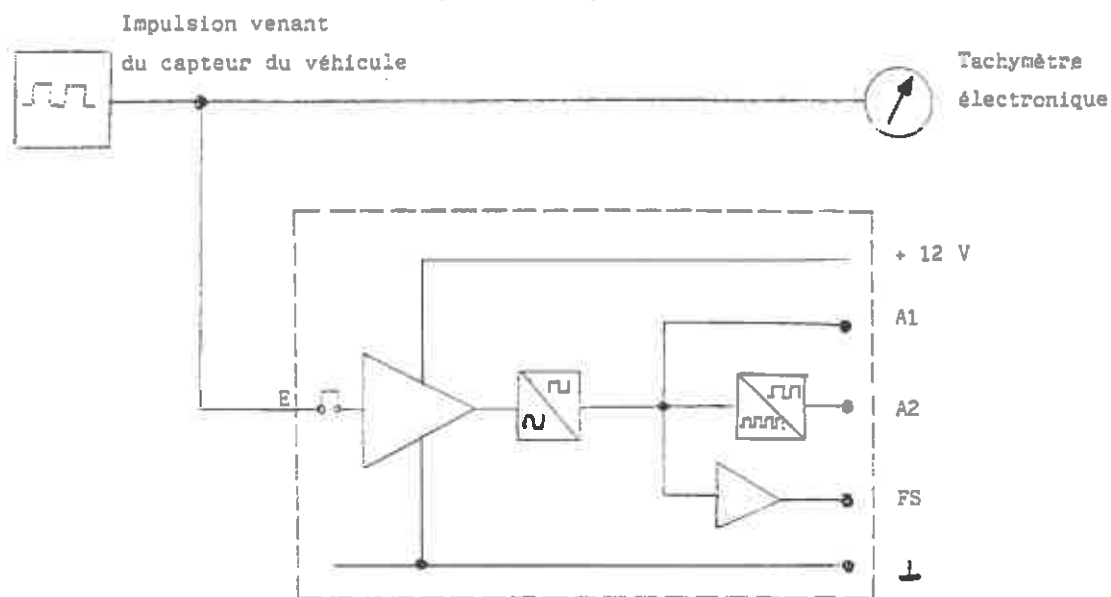 Impulsion venant
du capteur du véhicule
Tachymètre
électronique
+ 12 V
A1
E
A2
FS